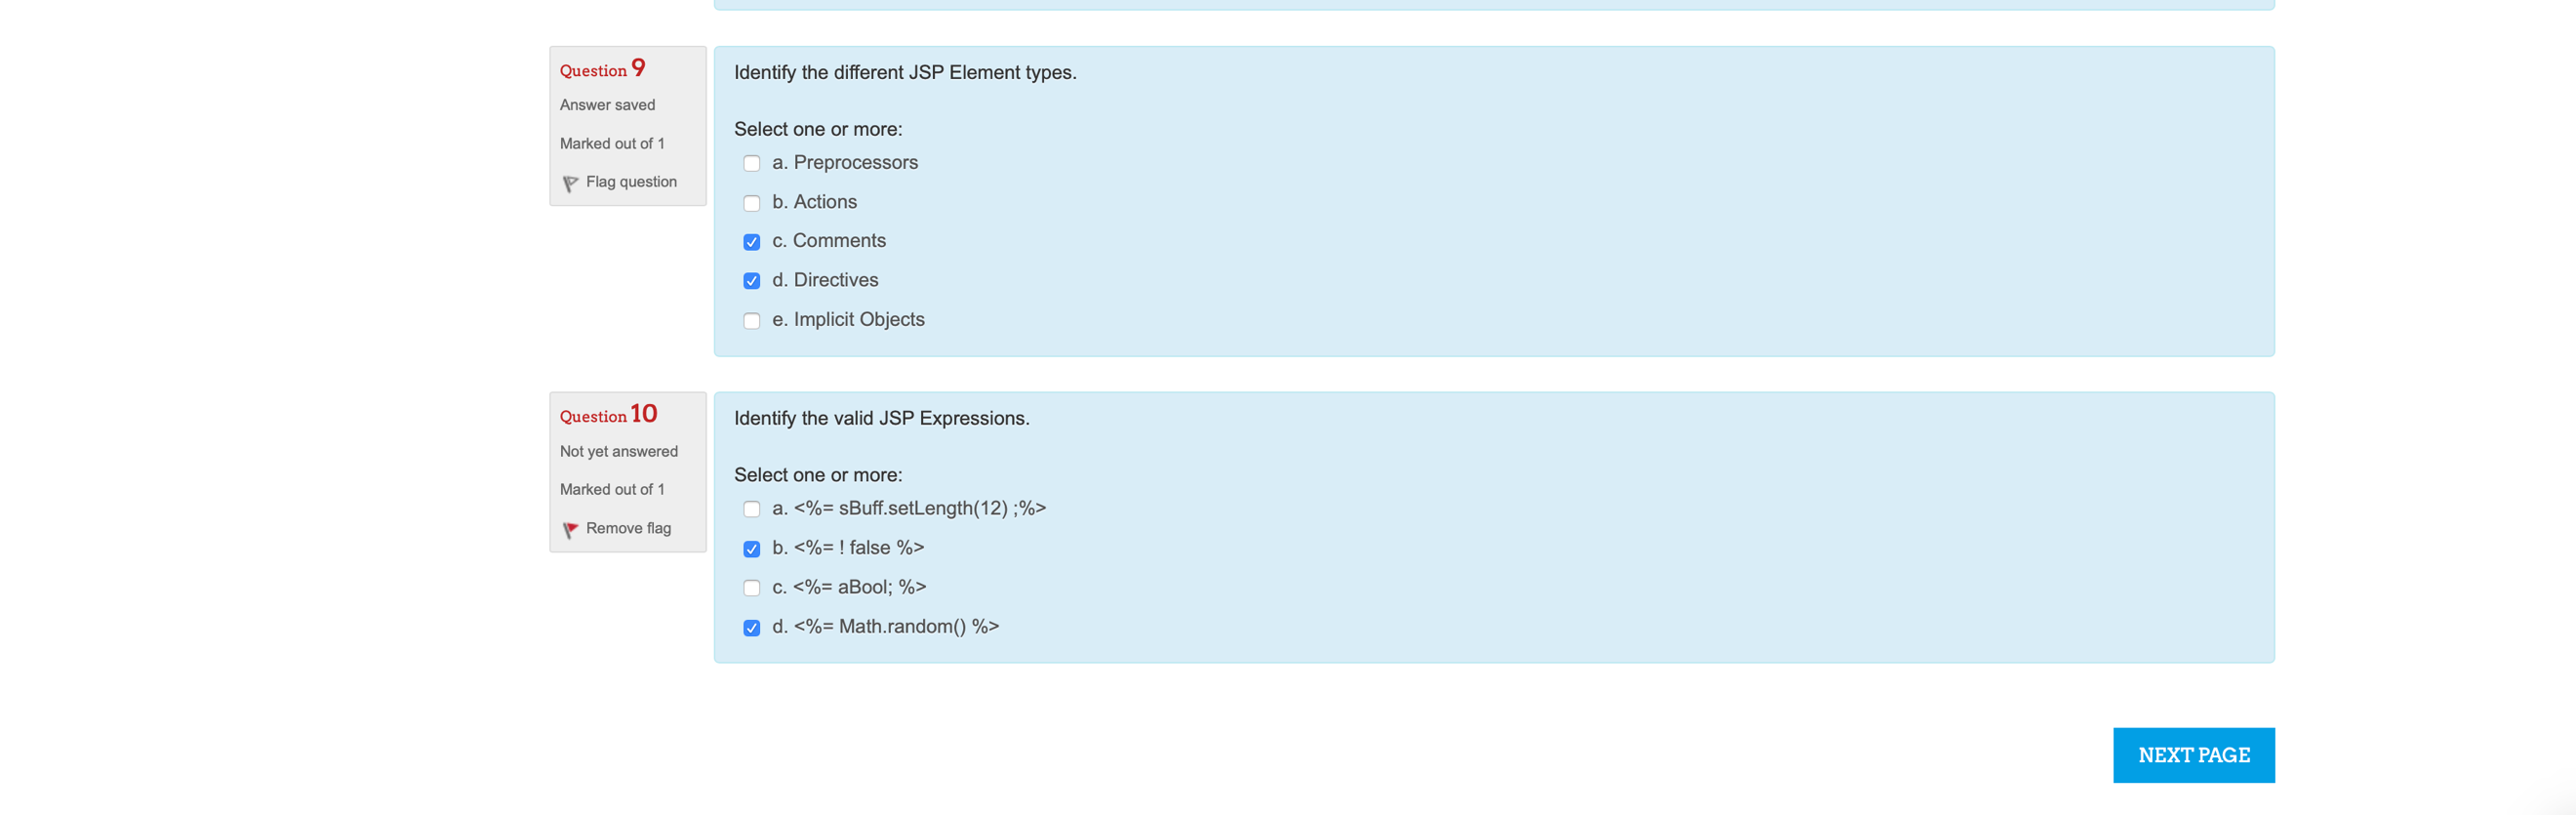 Question 9
Answer saved
Marked out of 1
Flag question
Identify the different JSP Element types.
Select one or more:
a. Preprocessors
b. Actions
c. Comments
d. Directives
e. Implicit Objects
Question 10
Not yet answered
Marked out of 1
Remove flag
Identify the valid JSP Expressions.
Select one or more:
a. <%= sBuff.setLength(12) ;%>
b. <%= ! false %>
c. <%= aBool; %>
d. <%= Math.random() %>
NEXT PAGE